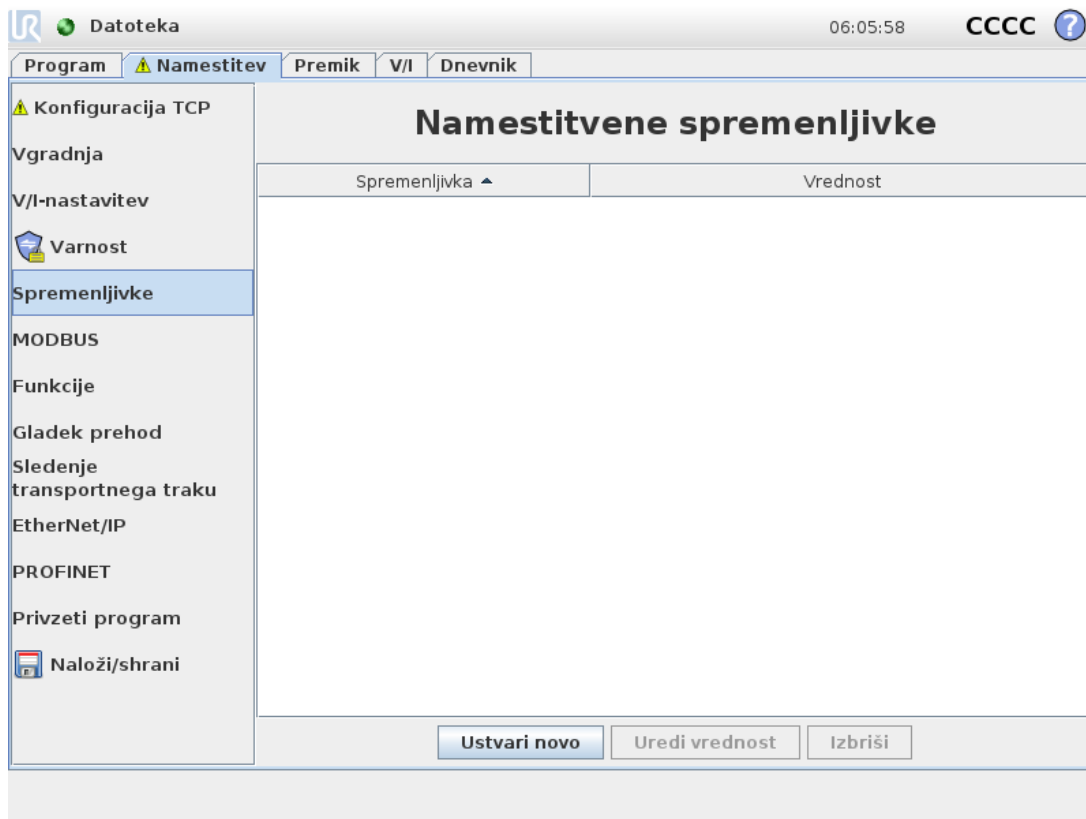 UR Datoteka 06:05:58 CCCC ?
Program Namestitev Premik V/I Dnevnik
Konfiguracija TCP
Vgradnja
V/I-nastavitev
Varnost
Spremenljivke
MODBUS
Funkcije
Gladek prehod
Sledenje
transportnega traku
EtherNet/IP
PROFINET
Privzeti program
Naloži/shrani
Namestitvene spremenljivke
Spremenljivka Vrednost
Ustvari novo Uredi vrednost Izbriši